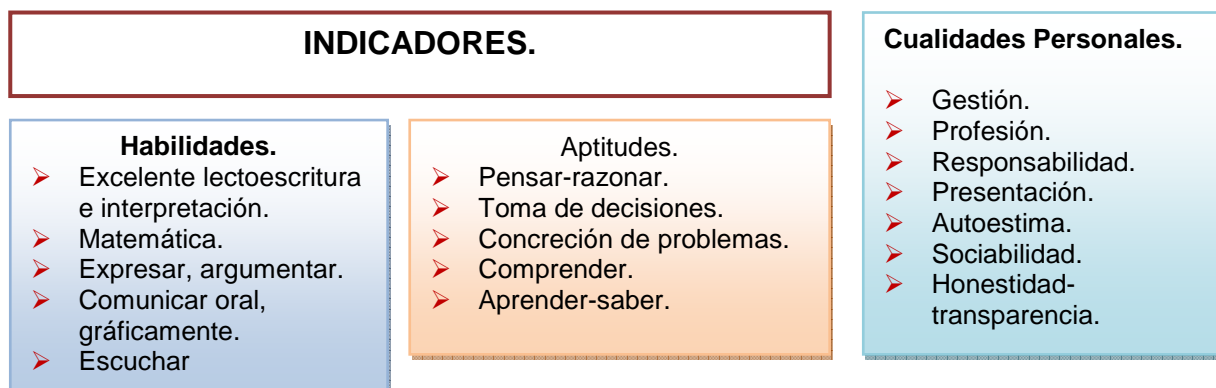 INDICADORES.
Habilidades.
Excelente lectoescritura
e interpretación.
Matemática.
Expresar, argumentar.
Comunicar oral,
gráficamente.
Escuchar
Aptitudes.
Pensar-razonar.
Toma de decisiones.
Concreción de problemas.
Comprender.
Aprender-saber.
Cualidades Personales.
Gestión.
Profesión.
Responsabilidad.
Presentación.
Autoestima.
Sociabilidad.
Honestidad-
transparencia.